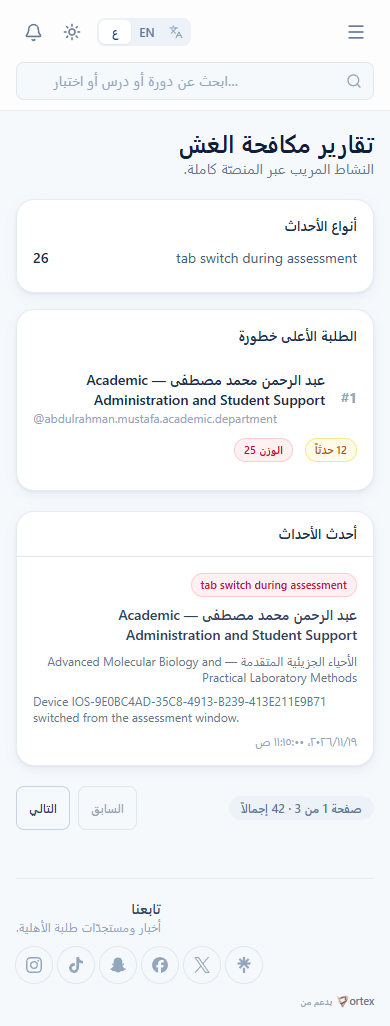 ع
EN
ابحث عن دورة أو درس أو اختبار...
تقارير مكافحة الغش
النشاط المريب عبر المنصّة كاملة.
أنواع الأحداث
tab switch during assessment
26
الطلبة الأعلى خطورة
#1
عبد الرحمن محمد مصطفى — Academic
Administration and Student Support
@abdulrahman.mustafa.academic.department
12 حدثاً
الوزن 25
أحدث الأحداث
tab switch during assessment
عبد الرحمن محمد مصطفى — Academic
Administration and Student Support
الأحياء الجزيئية المتقدمة — Advanced Molecular Biology and
Practical Laboratory Methods
Device IOS-9E0BC4AD-35C8-4913-B239-413E211E9B71
switched from the assessment window.
١٩‏/١١‏/٢٠٢٦، ١١:١٥:٠٠ ص
صفحة 1 من 3 · 42 إجمالاً
السابق
التالي
تابعنا
أخبار ومستجدّات طلبة الأهلية.
يدعم من ortex